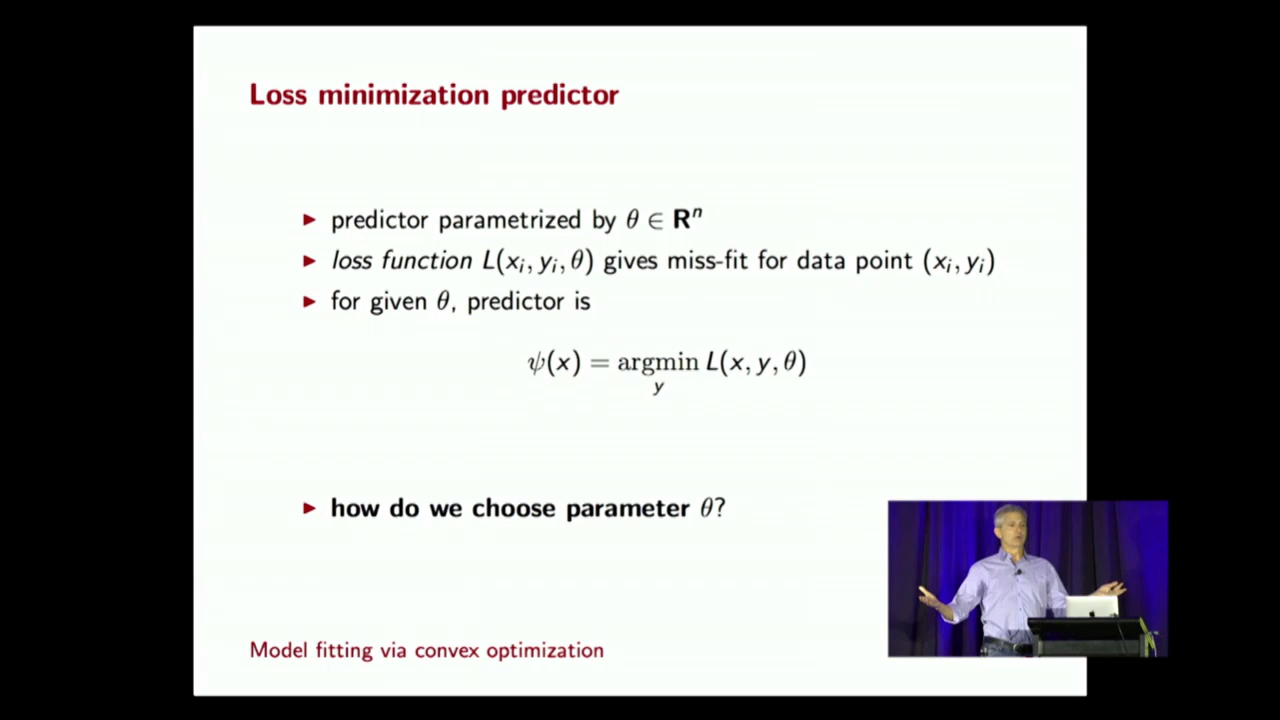 Loss minimization predictor
▶ predictor parametrized by θ ∈ Rⁿ
▶ loss function L(xᵢ, yᵢ, θ) gives miss-fit for data point (xᵢ, yᵢ)
▶ for given θ, predictor is
ψ(x) = argmin L(x, y, θ)
y
▶ how do we choose parameter θ?
Model fitting via convex optimization